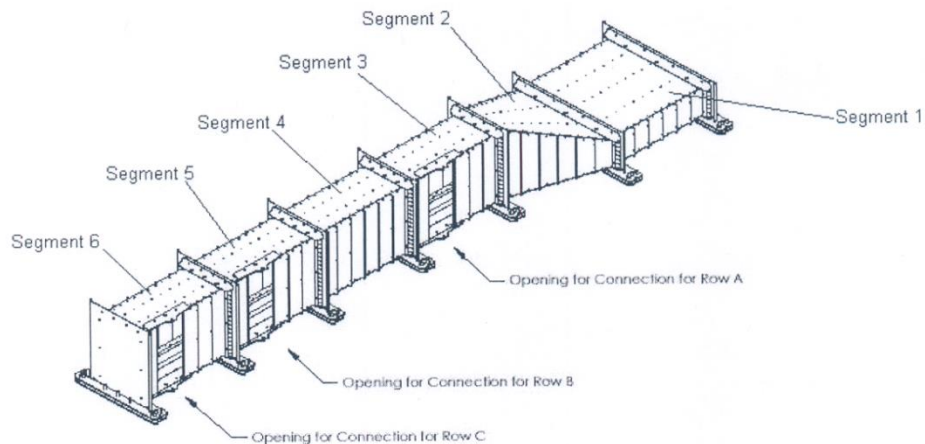 Segment 2
Segment 3
Segment 4
Segment 1
Segment 5
Segment 6
Opening for Connection for Row A
Opening for Connection for Row B
Opening for Connection for Row C